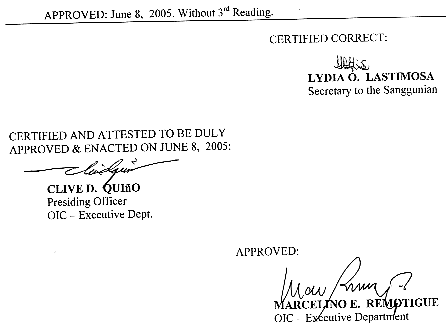 APPROVED: June 8, 2005. Without 3rd Reading.
CERTIFIED CORRECT:
LYDIA O. LASTIMOSA
Secretary to the Sanggunian
CERTIFIED AND ATTESTED TO BE DULY
APPROVED & ENACTED ON JUNE 8, 2005:
CLIVE D. QUIñO
Presiding Officer
OIC – Executive Dept.
APPROVED:
MARCELINO E. REMOTIGUE
OIC – Executive Department